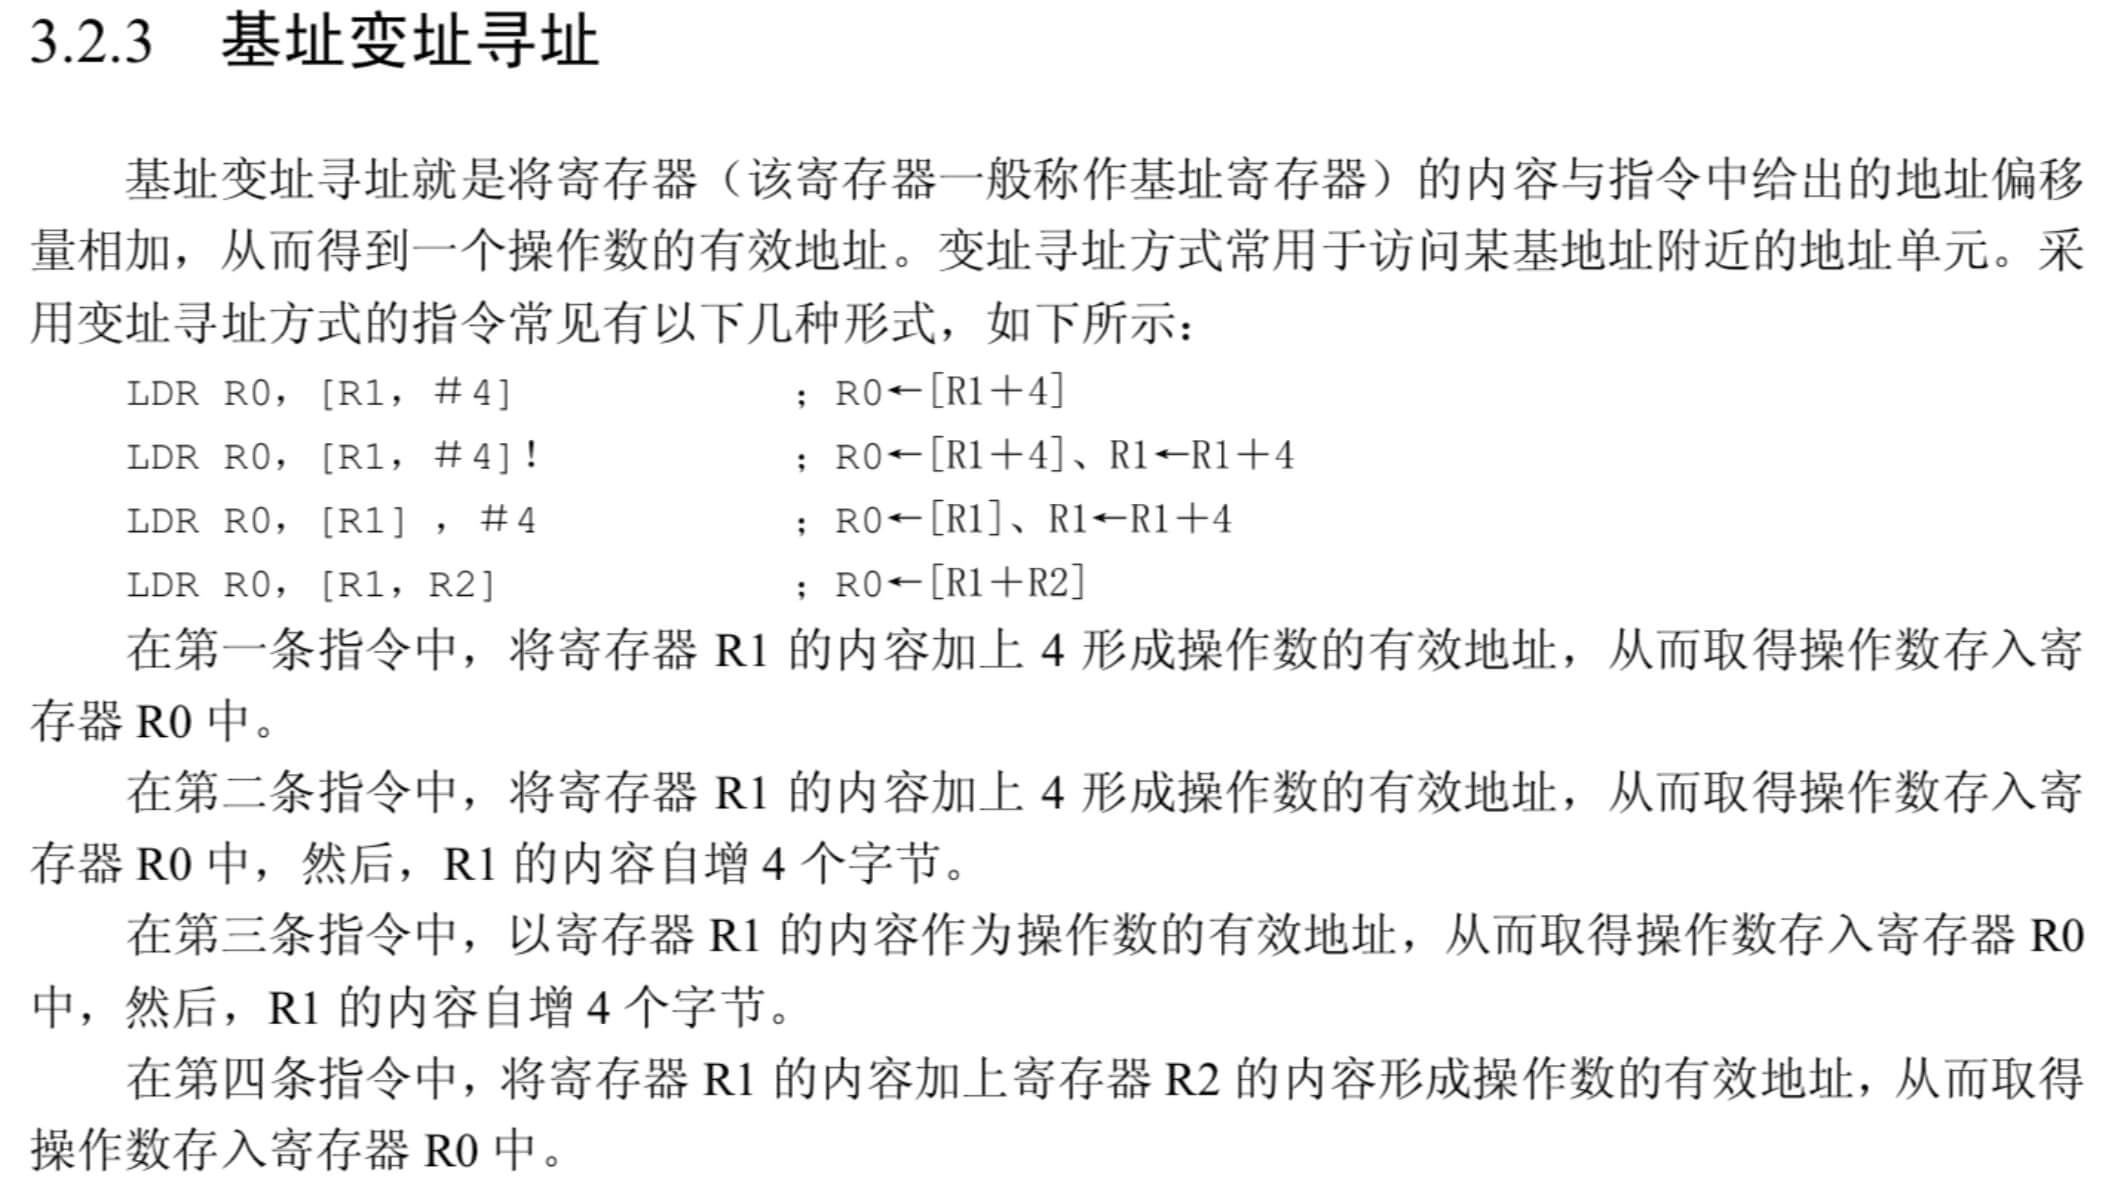 3.2.3 基址变址寻址
基址变址寻址就是将寄存器（该寄存器一般称作基址寄存器）的内容与指令中给出的地址偏移
量相加，从而得到一个操作数的有效地址。变址寻址方式常用于访问某基地址附近的地址单元。采
用变址寻址方式的指令常见有以下几种形式，如下所示：
LDR R0，[R1，＃4] ；R0←[R1＋4]
LDR R0，[R1，＃4]！ ；R0←[R1＋4]、R1←R1＋4
LDR R0，[R1] ，＃4 ；R0←[R1]、R1←R1＋4
LDR R0，[R1，R2] ；R0←[R1＋R2]
在第一条指令中，将寄存器 R1 的内容加上 4 形成操作数的有效地址，从而取得操作数存入寄
存器 R0 中。
在第二条指令中，将寄存器 R1 的内容加上 4 形成操作数的有效地址，从而取得操作数存入寄
存器 R0 中，然后，R1 的内容自增 4 个字节。
在第三条指令中，以寄存器 R1 的内容作为操作数的有效地址，从而取得操作数存入寄存器 R0
中，然后，R1 的内容自增 4 个字节。
在第四条指令中，将寄存器 R1 的内容加上寄存器 R2 的内容形成操作数的有效地址，从而取得
操作数存入寄存器 R0 中。